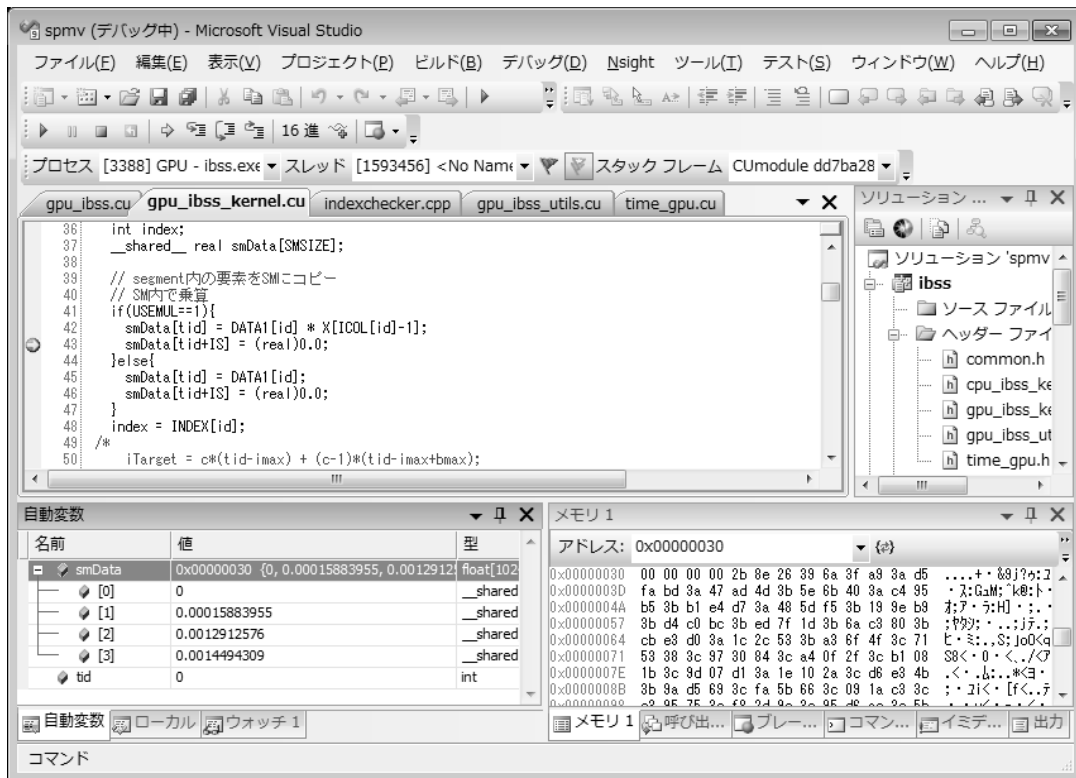 spmv (デバッグ中) - Microsoft Visual Studio
ファイル(F) 編集(E) 表示(V) プロジェクト(P) ビルド(B) デバッグ(D) Nsight ツール(T) テスト(S) ウィンドウ(W) ヘルプ(H)
16 進
プロセス [3388] GPU - ibss.exe スレッド [1593456] <No Name スタック フレーム CUmodule dd7ba28
gpu_ibss.cu gpu_ibss_kernel.cu indexchecker.cpp gpu_ibss_utils.cu time_gpu.cu
36 int index;
37 __shared__ real smData[SMSIZE];
38
39 // segment内の要素をSMにコピー
40 // SM内で乗算
41 if(USEMUL==1){
42 smData[tid] = DATA1[id] * X[ICOL[id]-1];
43 smData[tid+IS] = (real)0.0;
44 }else{
45 smData[tid] = DATA1[id];
46 smData[tid+IS] = (real)0.0;
47 }
48 index = INDEX[id];
49 /*
50 iTarget = c*(tid-imax) + (c-1)*(tid-imax+bmax);
ソリューション ...
ソリューション 'spmv
ibss
ソース ファイル
ヘッダー ファイ
common.h
cpu_ibss_ke
gpu_ibss_ke
gpu_ibss_ut
time_gpu.h
自動変数
名前 値 型
smData 0x00000030 {0, 0.00015883955, 0.0012912 float[102
[0] 0 __shared
[1] 0.00015883955 __shared
[2] 0.0012912576 __shared
[3] 0.0014494309 __shared
tid 0 int
自動変数 ローカル ウォッチ 1
メモリ 1
アドレス: 0x00000030
0x00000030 00 00 00 00 2b 8e 26 39 6a 3f a9 3a d5
0x0000003D fa bd 3a 47 ad 4d 3b 5e 6b 40 3a c4 95
0x0000004A b5 3b b1 e4 d7 3a 48 5d f5 3b 19 9e b9
0x00000057 3b d4 c0 bc 3b ed 7f 1d 3b 6a c3 80 3b
0x00000064 cb e3 d0 3a 1c 2c 53 3b a3 6f 4f 3c 71
0x00000071 53 38 3c 97 30 84 3c a4 0f 2f 3c b1 08
0x0000007E 1b 3c 9d 07 d1 3a 1e 10 2a 3c d6 e3 4b
0x0000008B 3b 9a d5 69 3c fa 5b 66 3c 09 1a c3 3c
メモリ 1 呼び出... ブレー... コマン... イミデ... 出力
コマンド